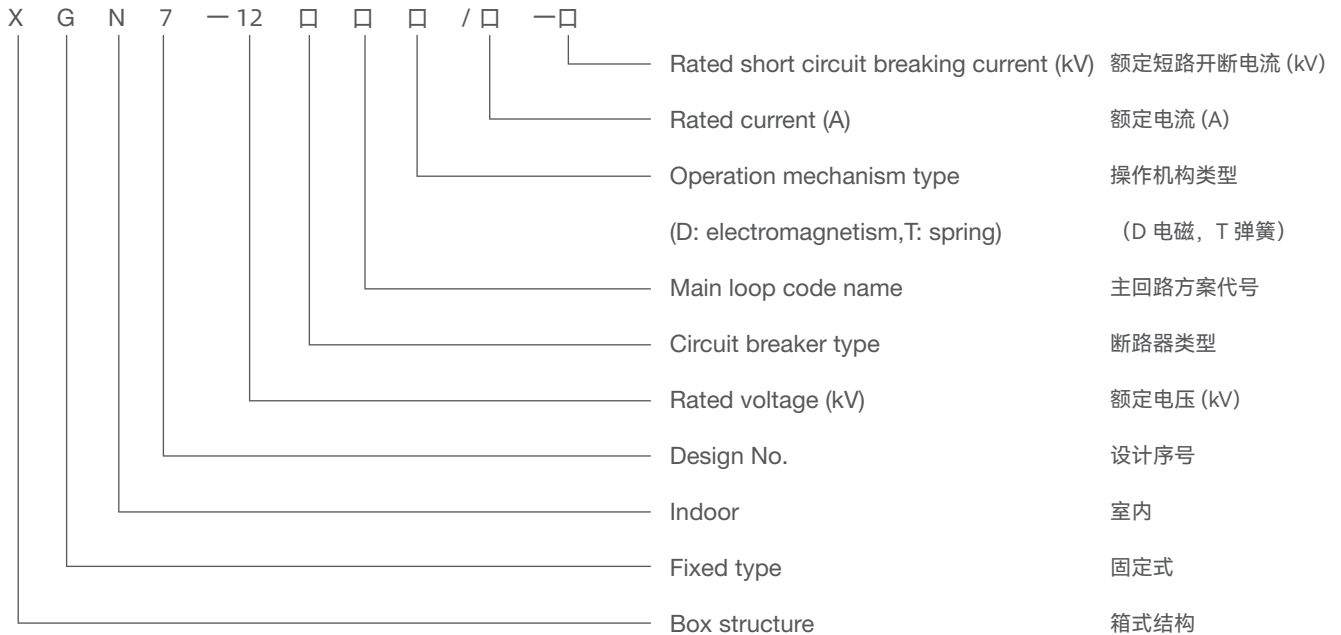 X G N 7 —12 口 口 口 / 口 —口
Rated short circuit breaking current (kV) 额定短路开断电流 (kV)
Rated current (A) 额定电流 (A)
Operation mechanism type 操作机构类型
(D: electromagnetism,T: spring) （D 电磁，T 弹簧）
Main loop code name 主回路方案代号
Circuit breaker type 断路器类型
Rated voltage (kV) 额定电压 (kV)
Design No. 设计序号
Indoor 室内
Fixed type 固定式
Box structure 箱式结构